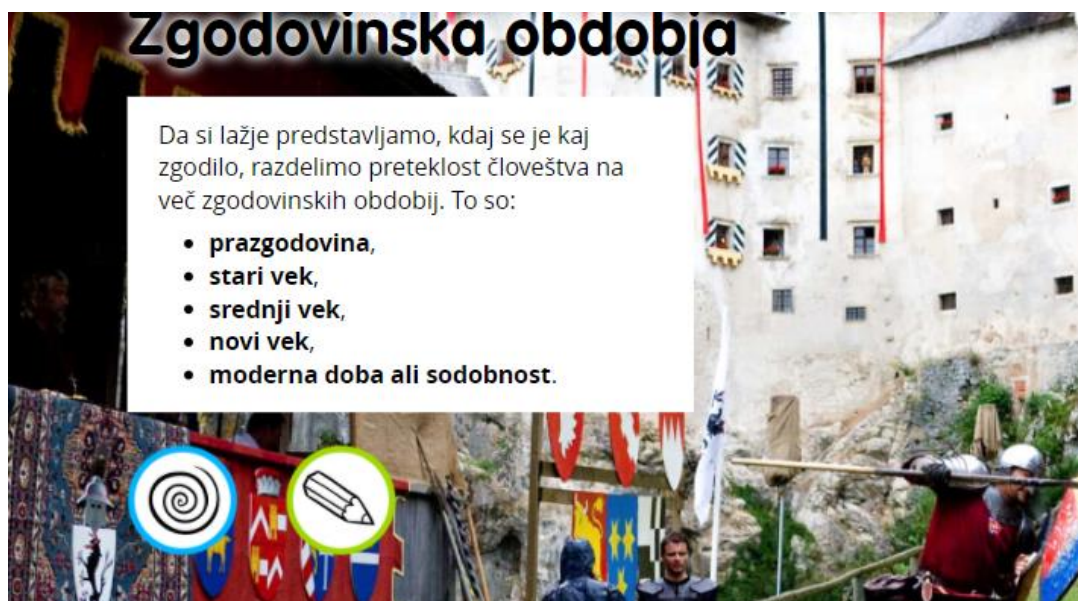 Zgodovinska obdobja
Da si lažje predstavljamo, kdaj se je kaj
zgodilo, razdelimo preteklost človeštva na
več zgodovinskih obdobij. To so:
• prazgodovina,
• stari vek,
• srednji vek,
• novi vek,
• moderna doba ali sodobnost.